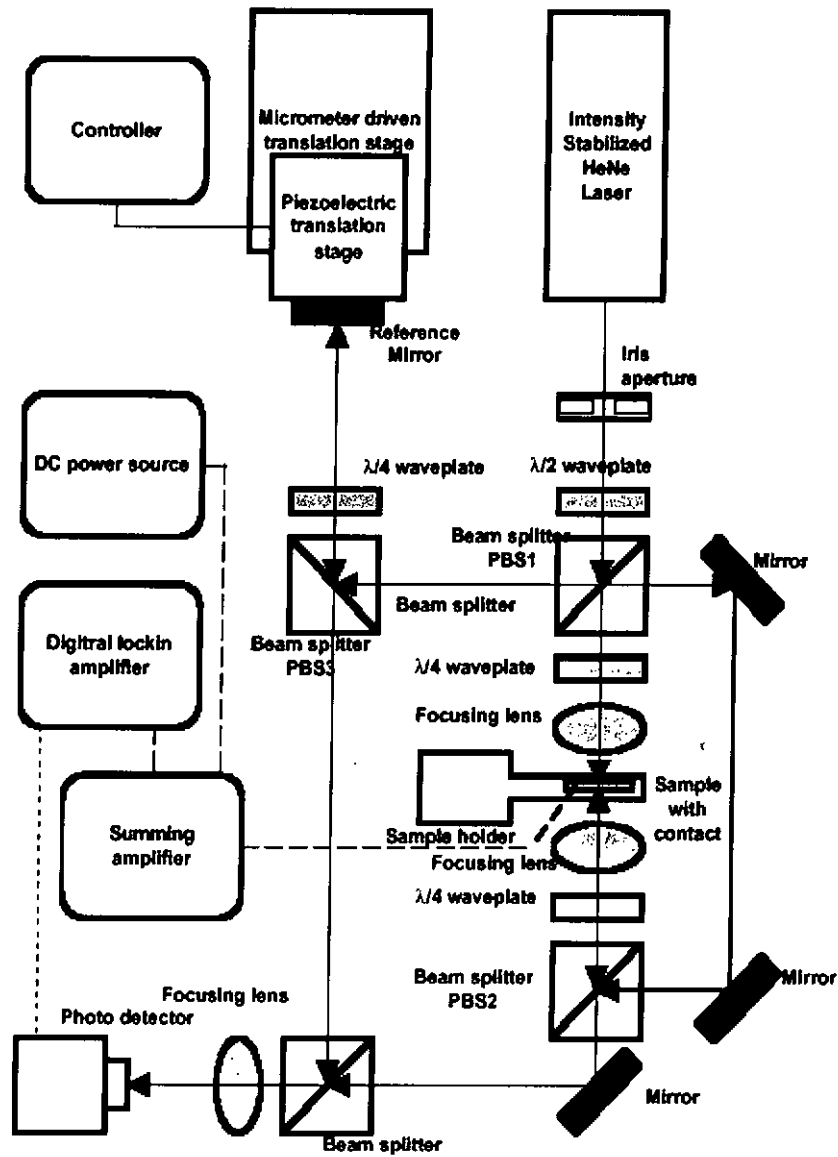 Controller
Micrometer driven
translation stage
Piezoelectric
translation
stage
Intensity
Stabilized
HeNe
Laser
Reference
Mirror
Iris
aperture
DC power source
λ/4 waveplate
λ/2 waveplate
Beam splitter
PBS1
Mirror
Beam splitter
Digitral lockin
amplifier
Beam splitter
PBS3
λ/4 waveplate
Focusing lens
Sample
with
contact
Summing
amplifier
Sample holder
Focusing lens
λ/4 waveplate
Beam splitter
PBS2
Mirror
Focusing lens
Photo detector
Mirror
Beam splitter